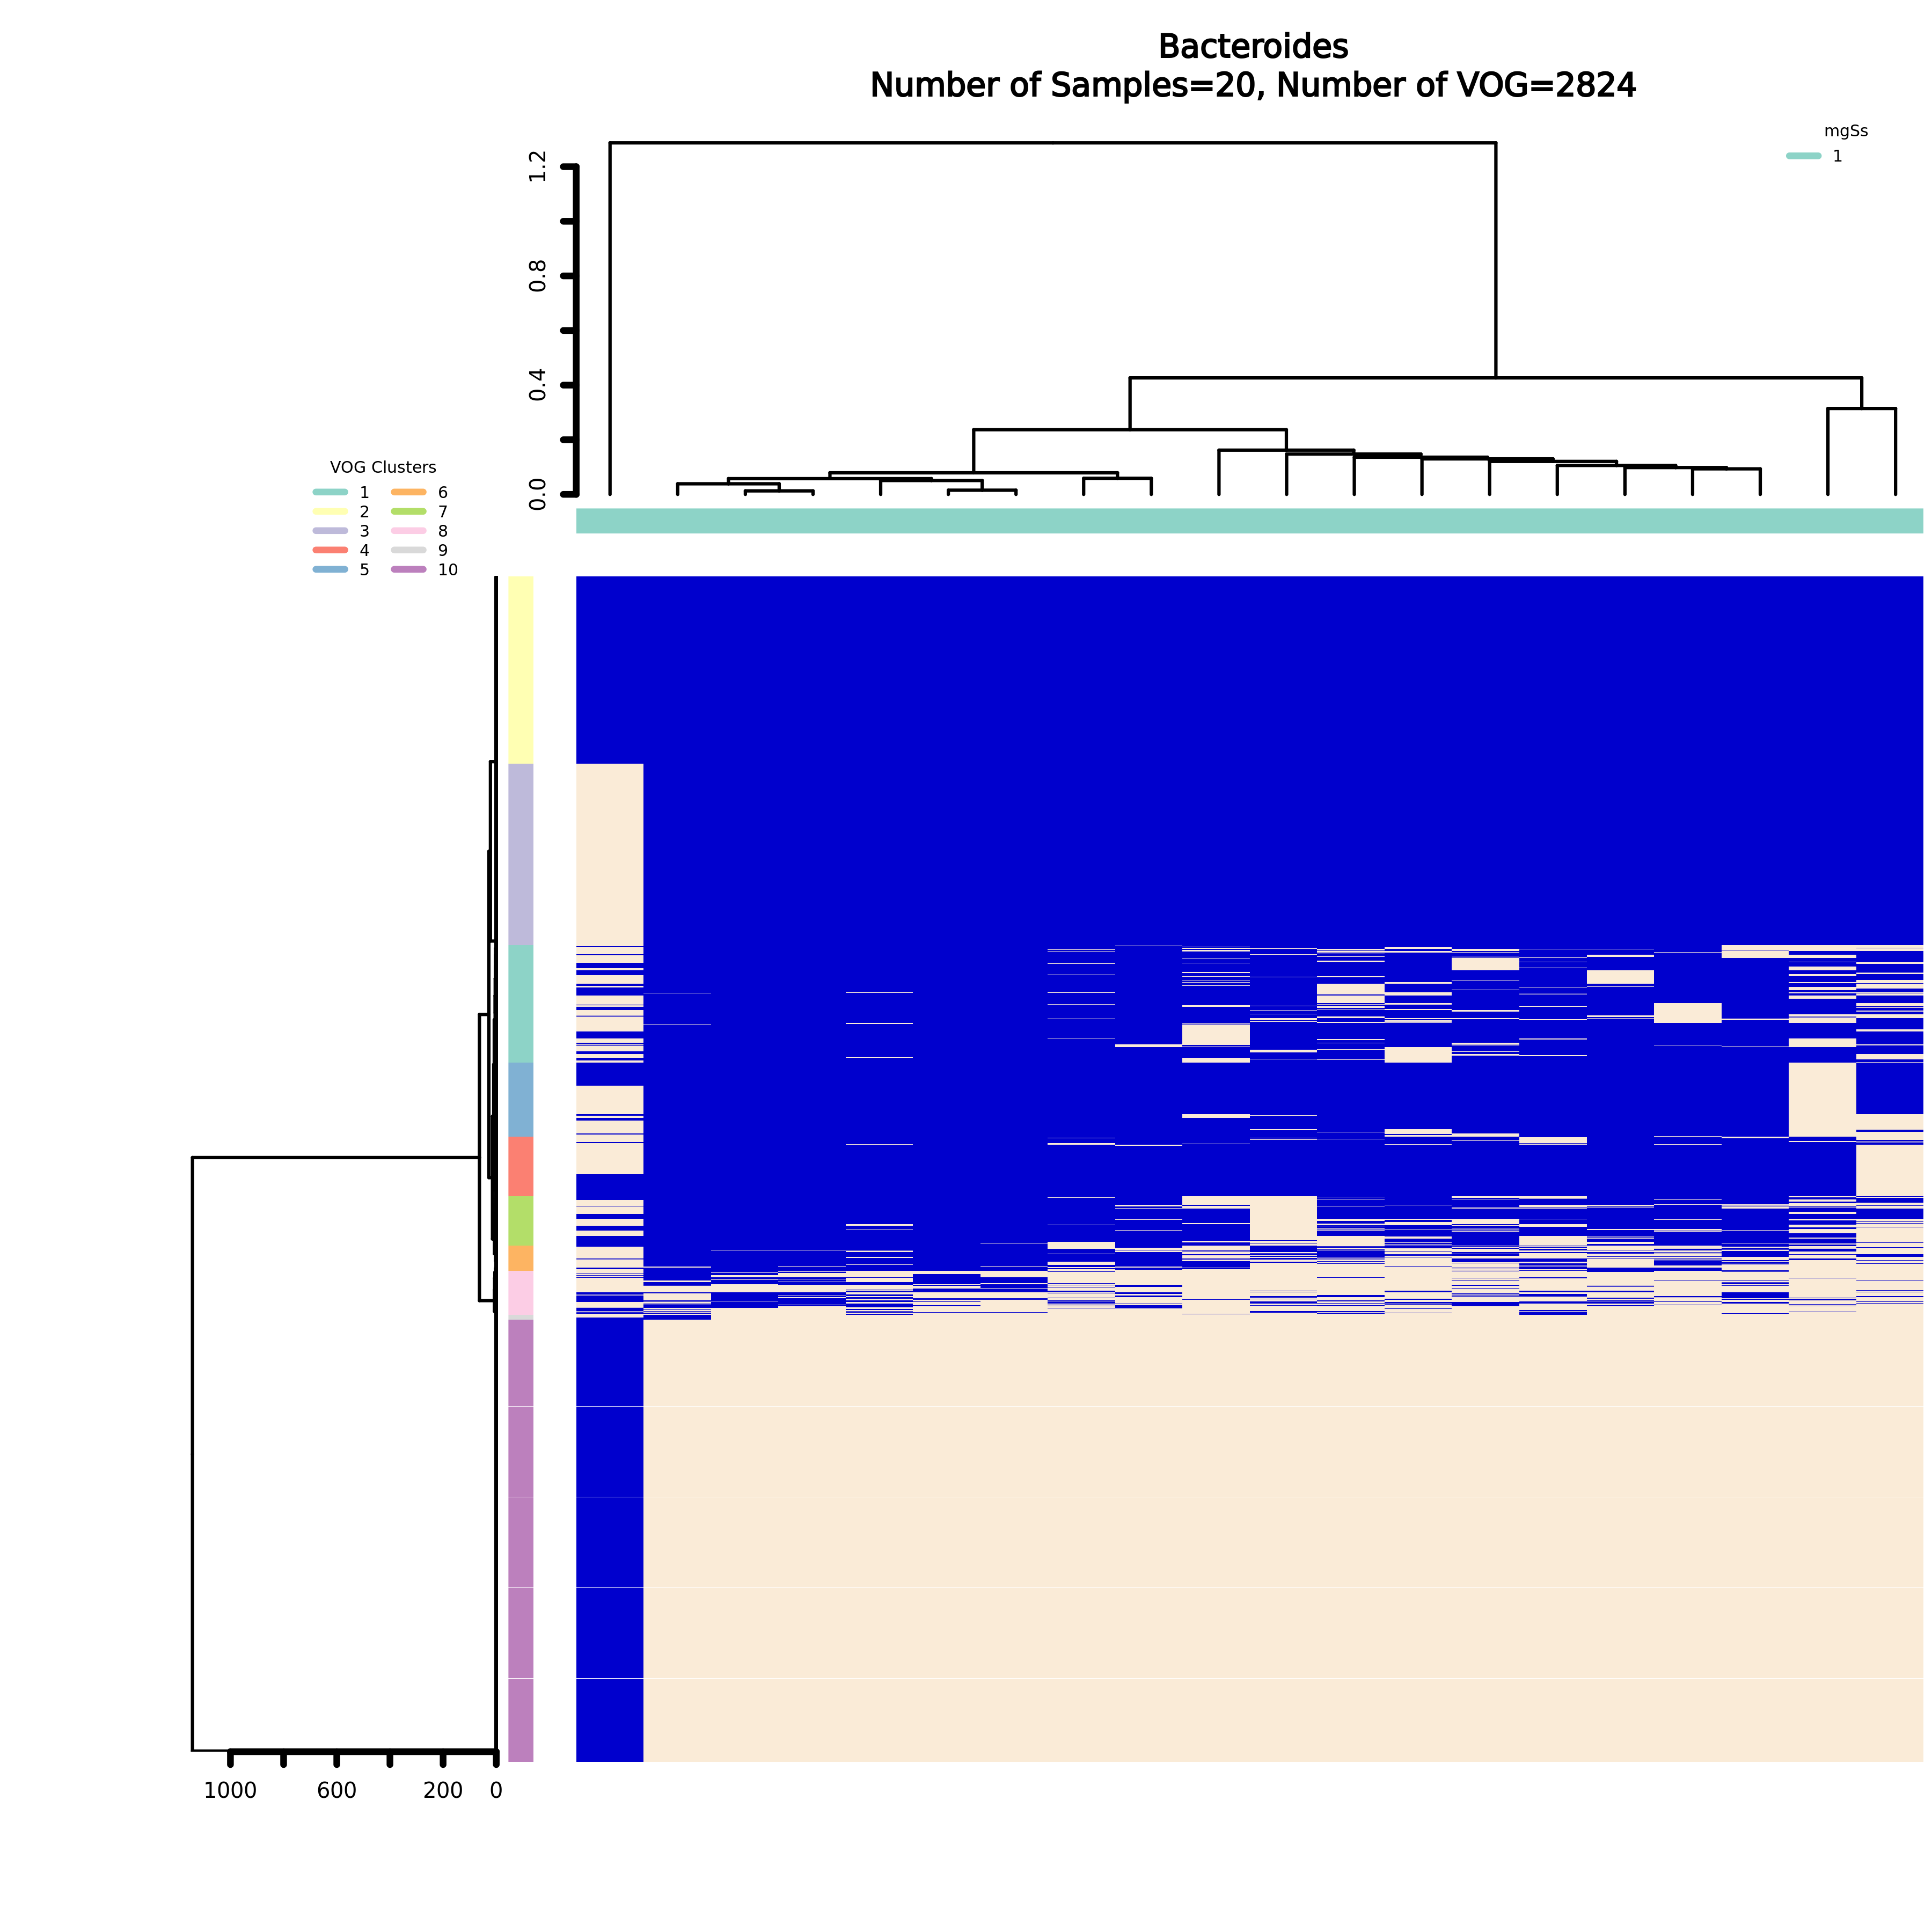 Bacteroides
Number of Samples=20, Number of VOG=2824
mgSs
1
1.2
0.8
0.4
0.0
VOG Clusters
1 6
2 7
3 8
4 9
5 10
1000 600 200 0